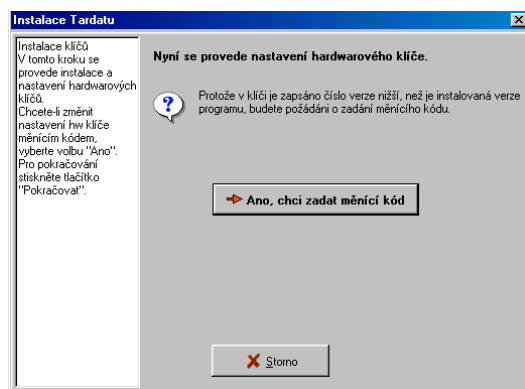 Instalace Tardatu
Instalace klíčů
V tomto kroku se
provede instalace a
nastavení hardwarových
klíčů.
Chcete-li změnit
nastavení hw klíče
měnícím kódem,
vyberte volbu "Ano".
Pro pokračování
stiskněte tlačítko
"Pokračovat".
Nyní se provede nastavení hardwarového klíče.
Protože v klíči je zapsáno číslo verze nižší, než je instalovaná verze
programu, budete požádáni o zadání měnícího kódu.
Ano, chci zadat měnící kód
Storno